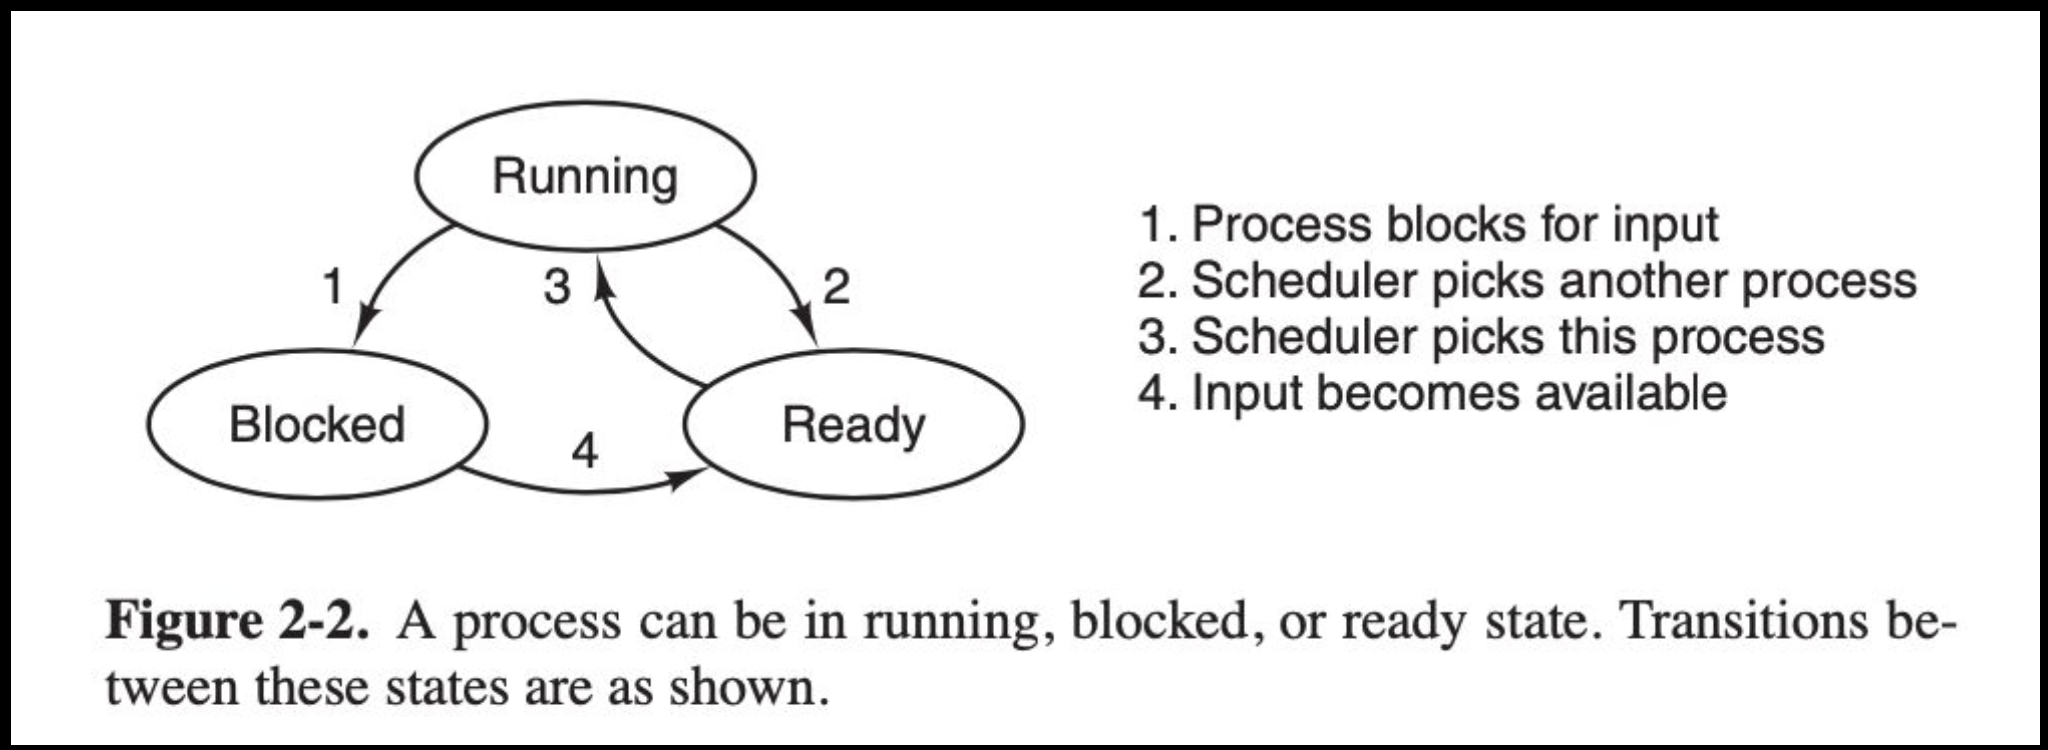 Running
1
3
2
Blocked
4
Ready
1. Process blocks for input
2. Scheduler picks another process
3. Scheduler picks this process
4. Input becomes available
Figure 2-2. A process can be in running, blocked, or ready state. Transitions be-
tween these states are as shown.